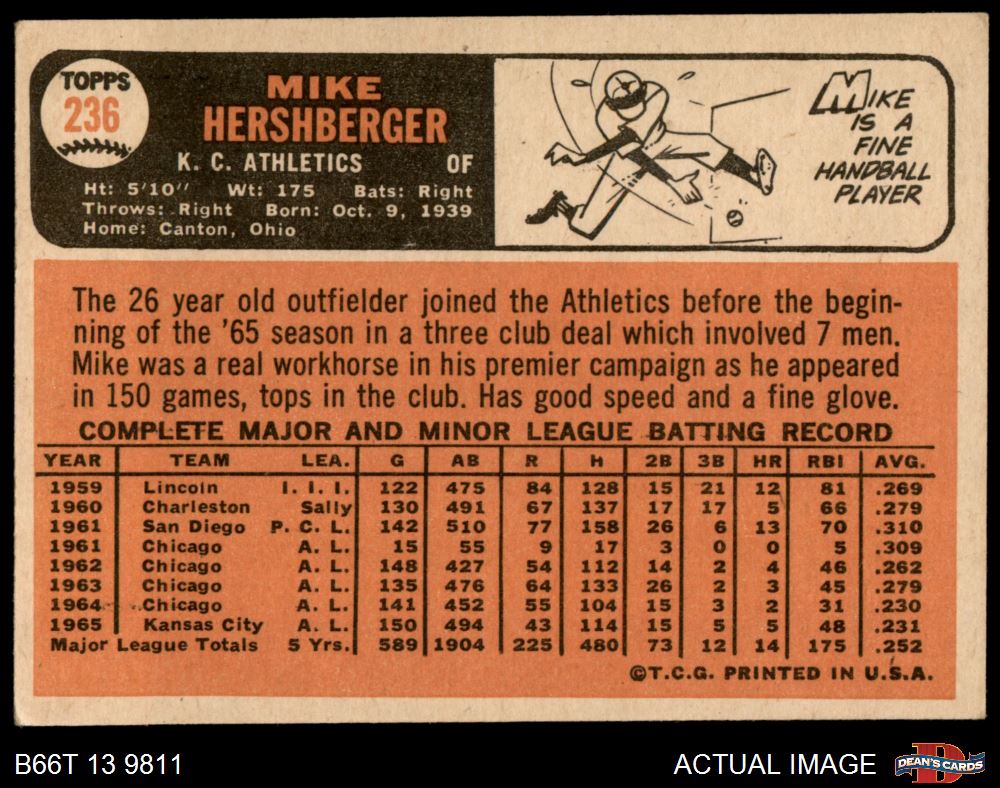 TOPPS
236
MIKE
HERSHBERGER
K. C. ATHLETICS OF
Ht: 5'10" Wt: 175 Bats: Right
Throws: Right Born: Oct. 9, 1939
Home: Canton, Ohio
MIKE
IS A
FINE
HANDBALL
PLAYER
The 26 year old outfielder joined the Athletics before the begin-
ning of the '65 season in a three club deal which involved 7 men.
Mike was a real workhorse in his premier campaign as he appeared
in 150 games, tops in the club. Has good speed and a fine glove.
COMPLETE MAJOR AND MINOR LEAGUE BATTING RECORD
YEAR TEAM LEA. G AB R H 2B 3B HR RBI AVG.
1959 Lincoln I. I. I. 122 475 84 128 15 21 12 81 .269
1960 Charleston Sally 130 491 67 137 17 17 5 66 .279
1961 San Diego P. C. L. 142 510 77 158 26 6 13 70 .310
1961 Chicago A. L. 15 55 9 17 3 0 0 5 .309
1962 Chicago A. L. 148 427 54 112 14 2 4 46 .262
1963 Chicago A. L. 135 476 64 133 26 2 3 45 .279
1964 Chicago A. L. 141 452 55 104 15 3 2 31 .230
1965 Kansas City A. L. 150 494 43 114 15 5 5 48 .231
Major League Totals 5 Yrs. 589 1904 225 480 73 12 14 175 .252
©T.C.G. PRINTED IN U.S.A.
B66T 13 9811 ACTUAL IMAGE
D
DEAN'S CARDS